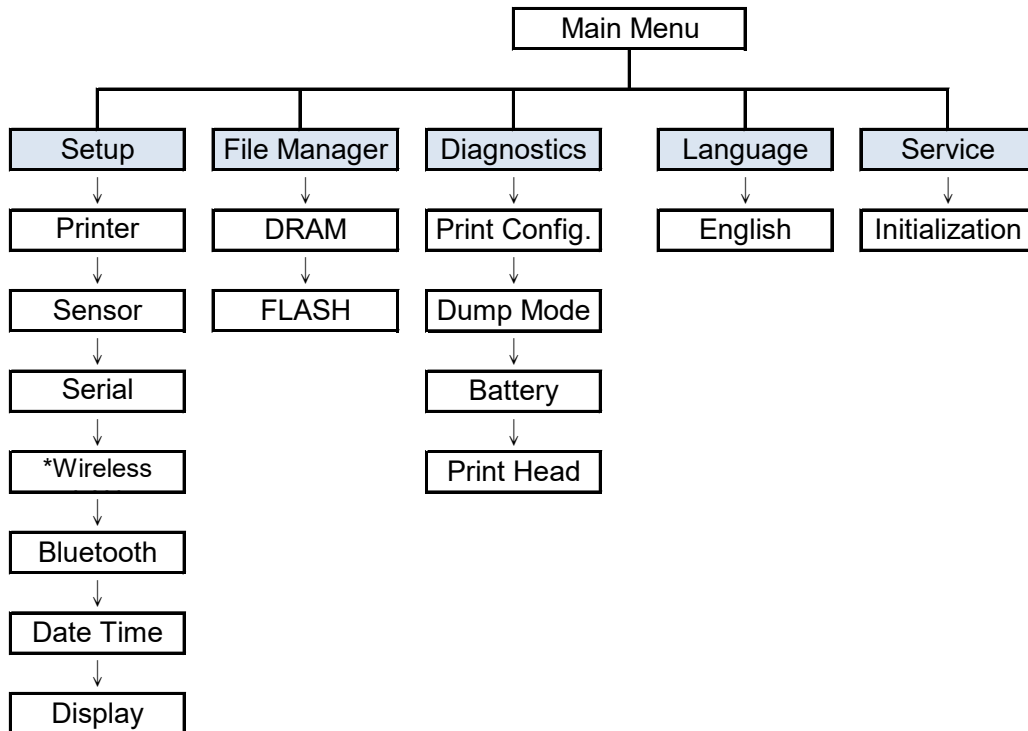 Main Menu
Setup
File Manager
Diagnostics
Language
Service
Printer
DRAM
Print Config.
English
Initialization
Sensor
FLASH
Dump Mode
Serial
Battery
*Wireless
Print Head
Bluetooth
Date Time
Display